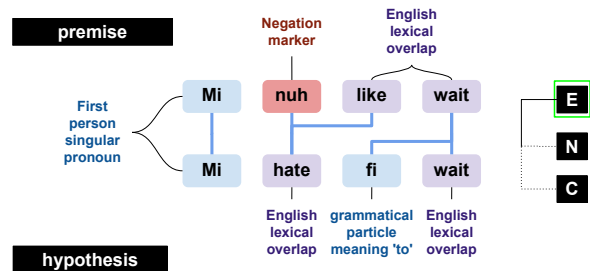 premise
Negation
marker
English
lexical
overlap
First
person
singular
pronoun
Mi nuh like wait
Mi hate fi wait
English
lexical
overlap
grammatical
particle
meaning 'to'
English
lexical
overlap
hypothesis
E
N
C